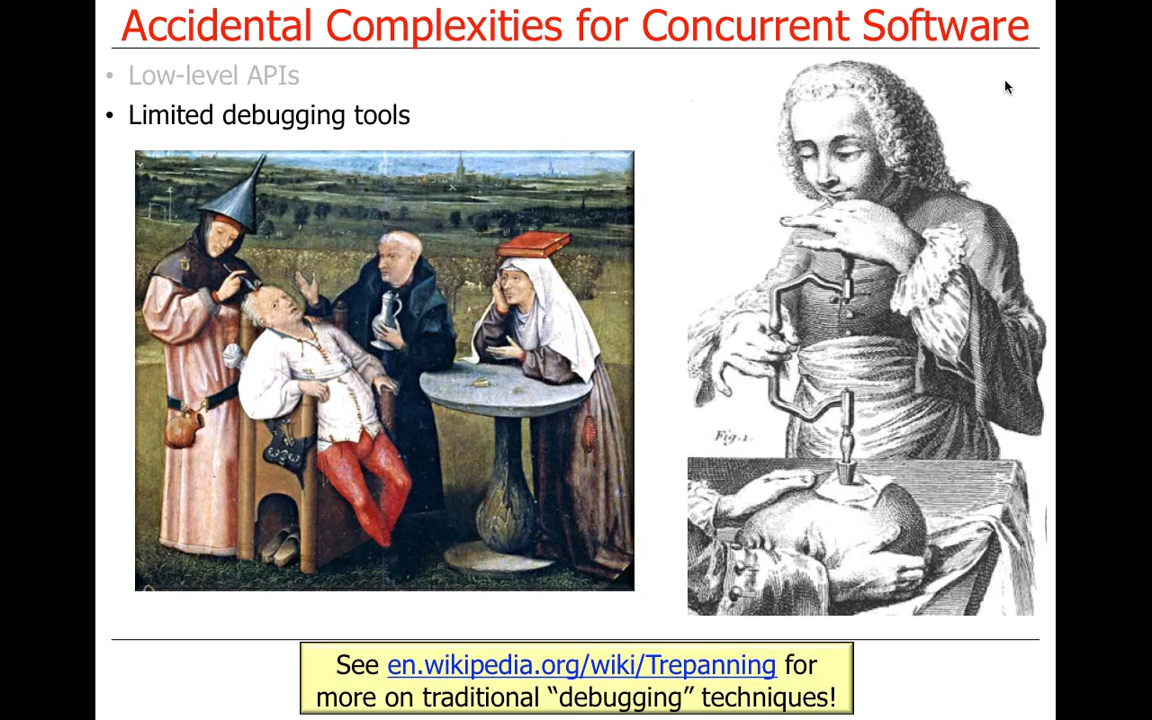 Accidental Complexities for Concurrent Software
• Low-level APIs
• Limited debugging tools
Fig. 1.
See en.wikipedia.org/wiki/Trepanning for
more on traditional “debugging” techniques!